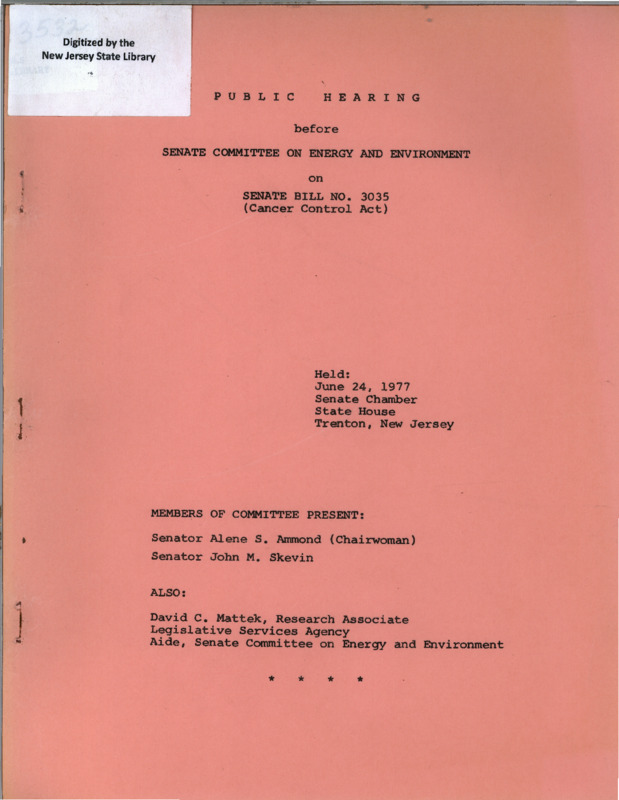 3532
Digitized by the
New Jersey State Library
PUBLIC HEARING
before
SENATE COMMITTEE ON ENERGY AND ENVIRONMENT
on
SENATE BILL NO. 3035
(Cancer Control Act)
Held:
June 24, 1977
Senate Chamber
State House
Trenton, New Jersey
MEMBERS OF COMMITTEE PRESENT:
Senator Alene S. Ammond (Chairwoman)
Senator John M. Skevin
ALSO:
David C. Mattek, Research Associate
Legislative Services Agency
Aide, Senate Committee on Energy and Environment
* * * *